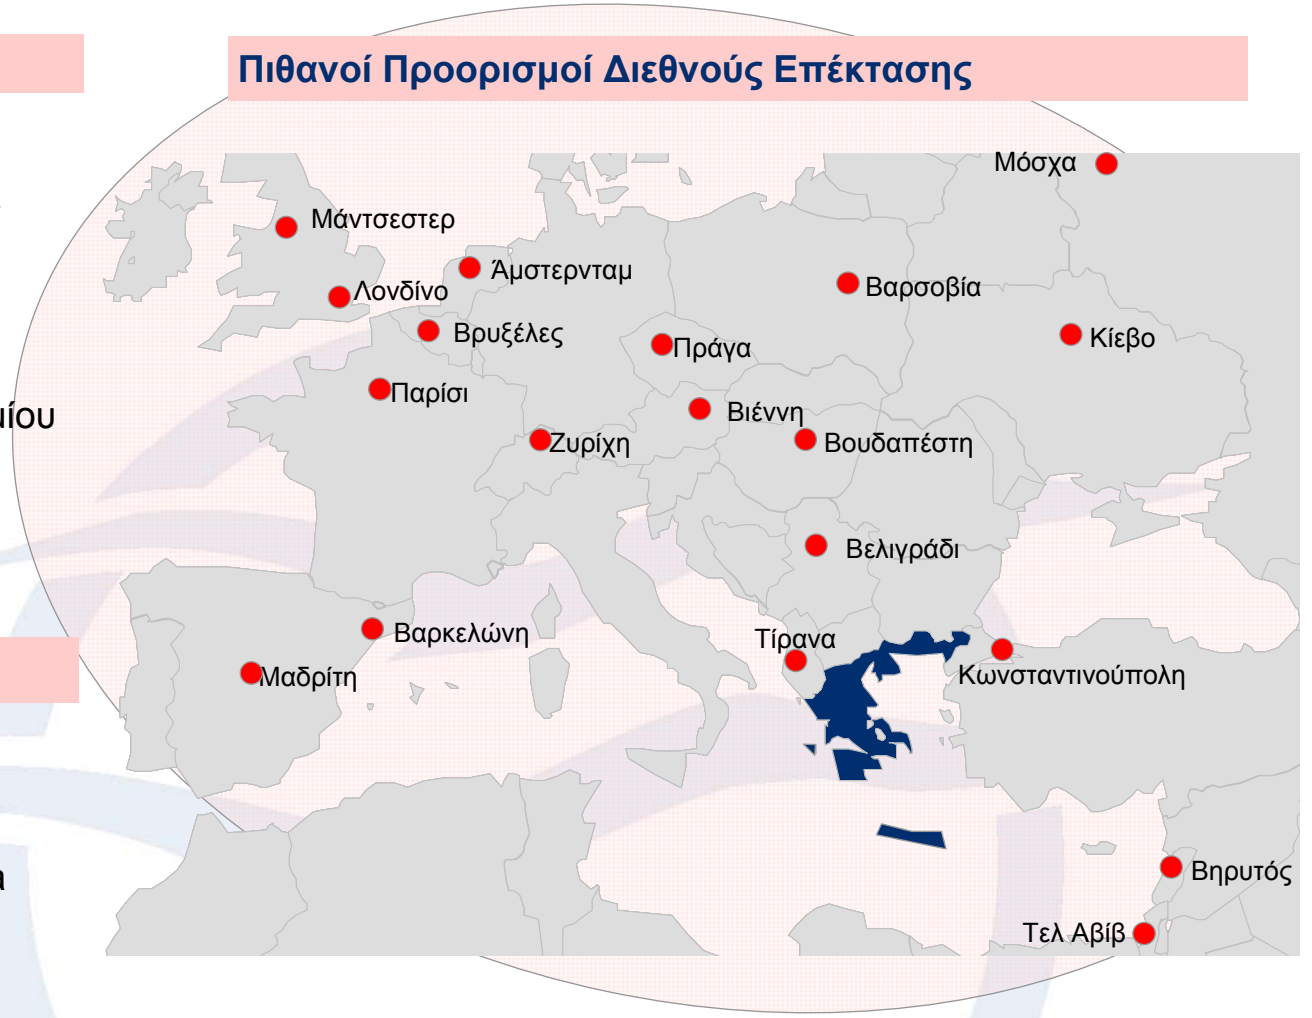 Πιθανοί Προορισμοί Διεθνούς Επέκτασης
Μόσχα
Μάντσεστερ
Άμστερνταμ
Λονδίνο
Βαρσοβία
Βρυξέλες
Κίεβο
Πράγα
Παρίσι
Βιέννη
Ζυρίχη
Βουδαπέστη
Βελιγράδι
Βαρκελώνη
Τίρανα
Μαδρίτη
Κωνσταντινούπολη
Βηρυτός
Τελ Αβίβ